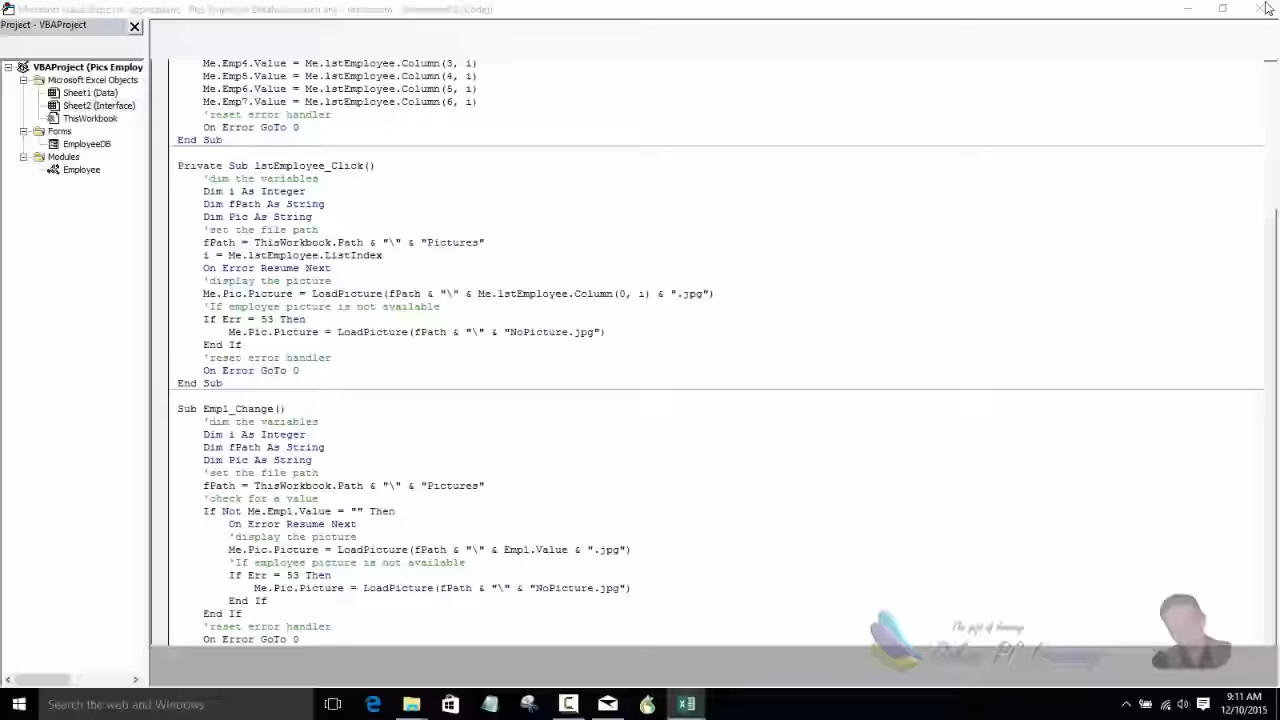 Project - VBAProject
VBAProject (Pics Employ
Microsoft Excel Objects
Sheet1 (Data)
Sheet2 (Interface)
ThisWorkbook
Forms
EmployeeDB
Modules
Employee
Me.Emp4.Value = Me.lstEmployee.Column(3, i)
Me.Emp5.Value = Me.lstEmployee.Column(4, i)
Me.Emp6.Value = Me.lstEmployee.Column(5, i)
Me.Emp7.Value = Me.lstEmployee.Column(6, i)
'reset error handler
On Error GoTo 0
End Sub
Private Sub lstEmployee_Click()
'dim the variables
Dim i As Integer
Dim fPath As String
Dim Pic As String
'set the file path
fPath = ThisWorkbook.Path & "\" & "Pictures"
i = Me.lstEmployee.ListIndex
On Error Resume Next
'display the picture
Me.Pic.Picture = LoadPicture(fPath & "\" & Me.lstEmployee.Column(0, i) & ".jpg")
'If employee picture is not available
If Err = 53 Then
Me.Pic.Picture = LoadPicture(fPath & "\" & "NoPicture.jpg")
End If
'reset error handler
On Error GoTo 0
End Sub
Sub Emp1_Change()
'dim the variables
Dim i As Integer
Dim fPath As String
Dim Pic As String
'set the file path
fPath = ThisWorkbook.Path & "\" & "Pictures"
'check for a value
If Not Me.Emp1.Value = "" Then
On Error Resume Next
'display the picture
Me.Pic.Picture = LoadPicture(fPath & "\" & Emp1.Value & ".jpg")
'If employee picture is not available
If Err = 53 Then
Me.Pic.Picture = LoadPicture(fPath & "\" & "NoPicture.jpg")
End If
End If
'reset error handler
On Error GoTo 0
Search the web and Windows
9:11 AM
12/10/2015